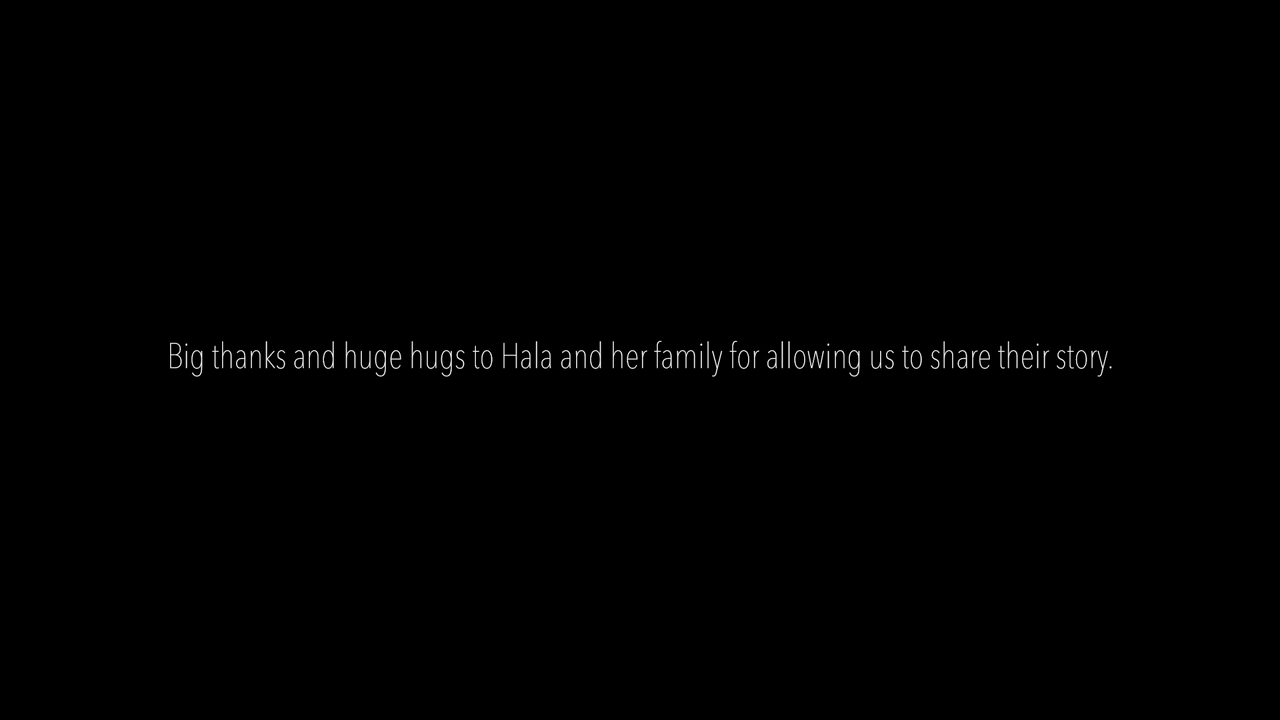 Big thanks and huge hugs to Hala and her family for allowing us to share their story.